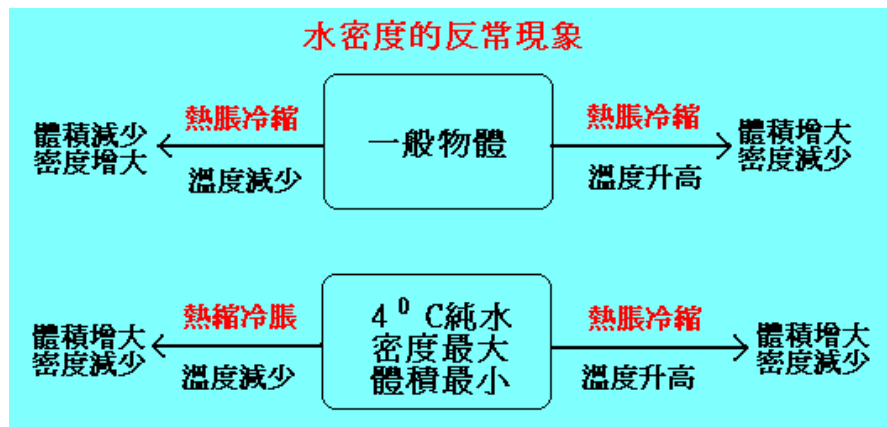 水密度的反常現象
熱脹冷縮
熱脹冷縮
體積減少
密度增大
一般物體
體積增大
密度減少
溫度減少
溫度升高
熱縮冷脹
4⁰C純水
熱脹冷縮
體積增大
密度減少
密度最大
體積增大
密度減少
溫度減少
體積最小
溫度升高